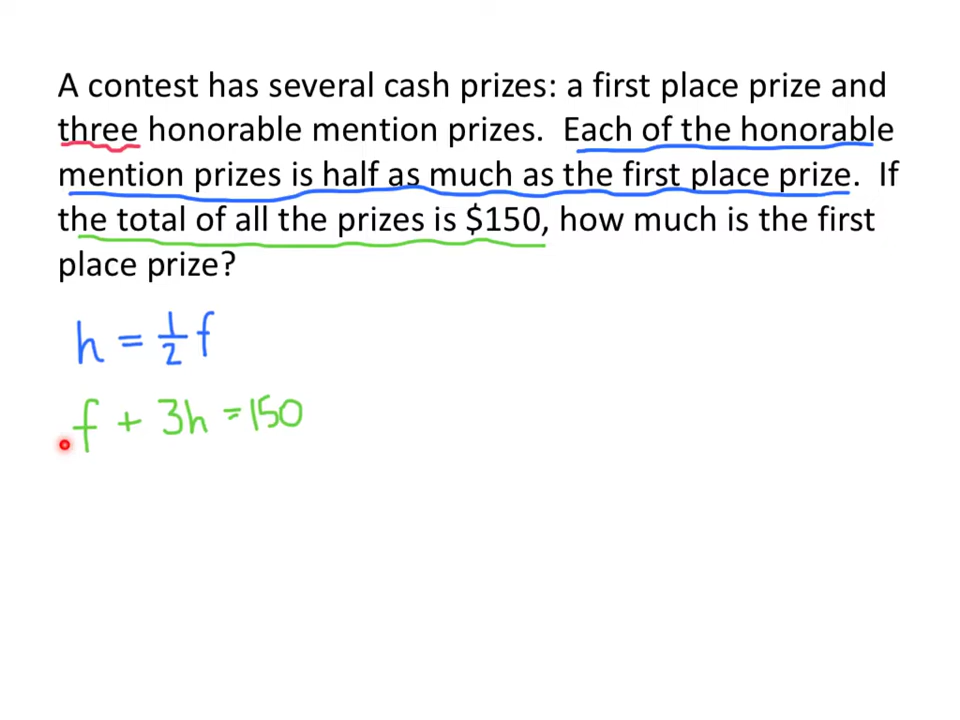 A contest has several cash prizes: a first place prize and
three honorable mention prizes. Each of the honorable
mention prizes is half as much as the first place prize. If
the total of all the prizes is $150, how much is the first
place prize?
h = 1/2 f
f + 3h = 150